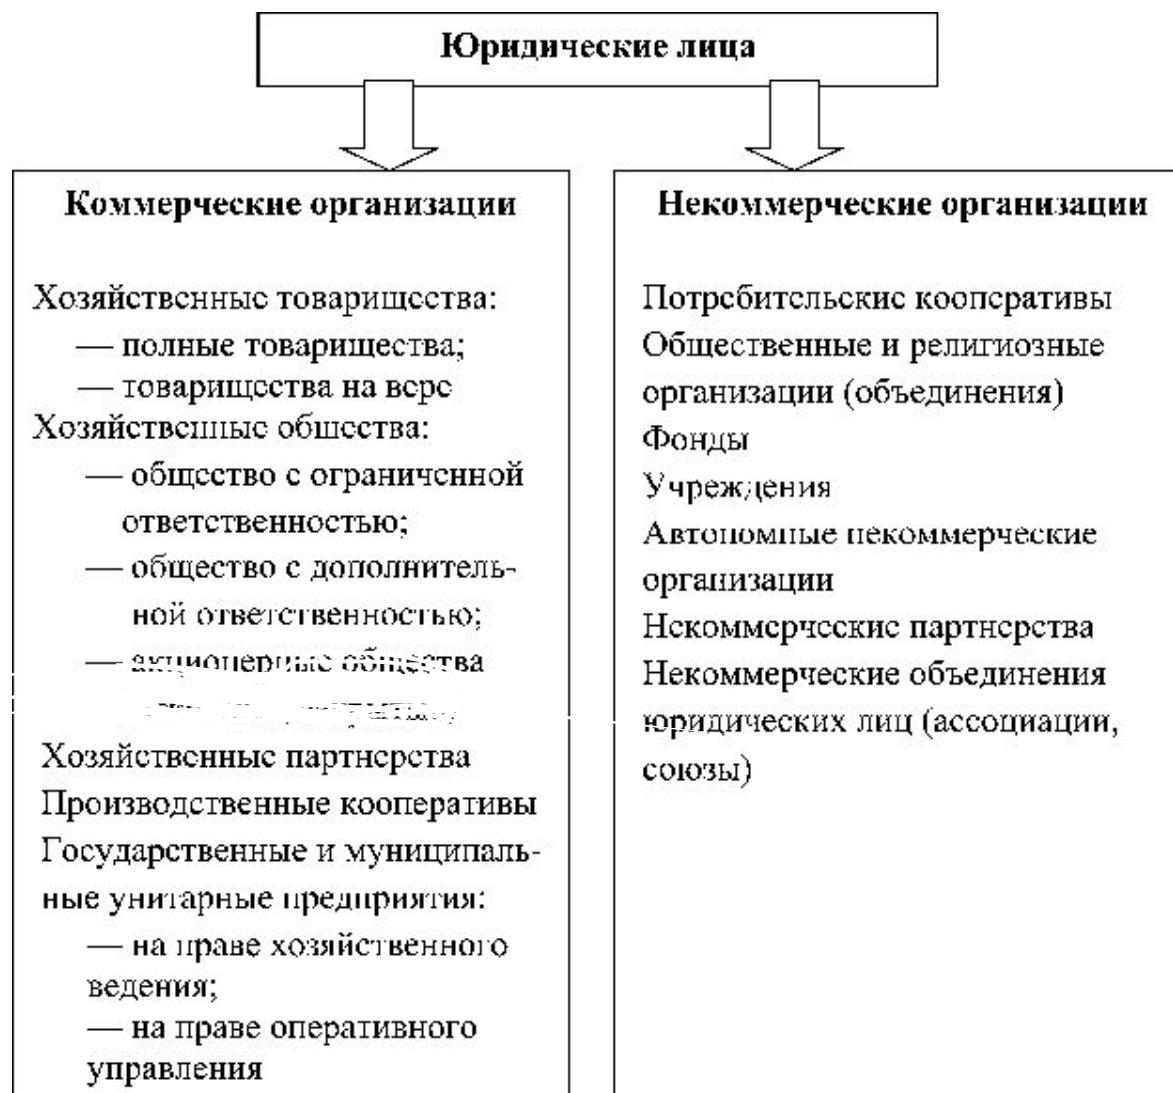 Юридические лица
Коммерческие организации
Хозяйственные товарищества:
— полные товарищества;
— товарищества на вере
Хозяйственные общества:
— общество с ограниченной
ответственностью;
— общество с дополнитель-
ной ответственностью;
— акционерные общества
Хозяйственные партнерства
Производственные кооперативы
Государственные и муниципаль-
ные унитарные предприятия:
— на праве хозяйственного
ведения;
— на праве оперативного
управления
Некоммерческие организации
Потребительские кооперативы
Общественные и религиозные
организации (объединения)
Фонды
Учреждения
Автономные некоммерческие
организации
Некоммерческие партнерства
Некоммерческие объединения
юридических лиц (ассоциации,
союзы)